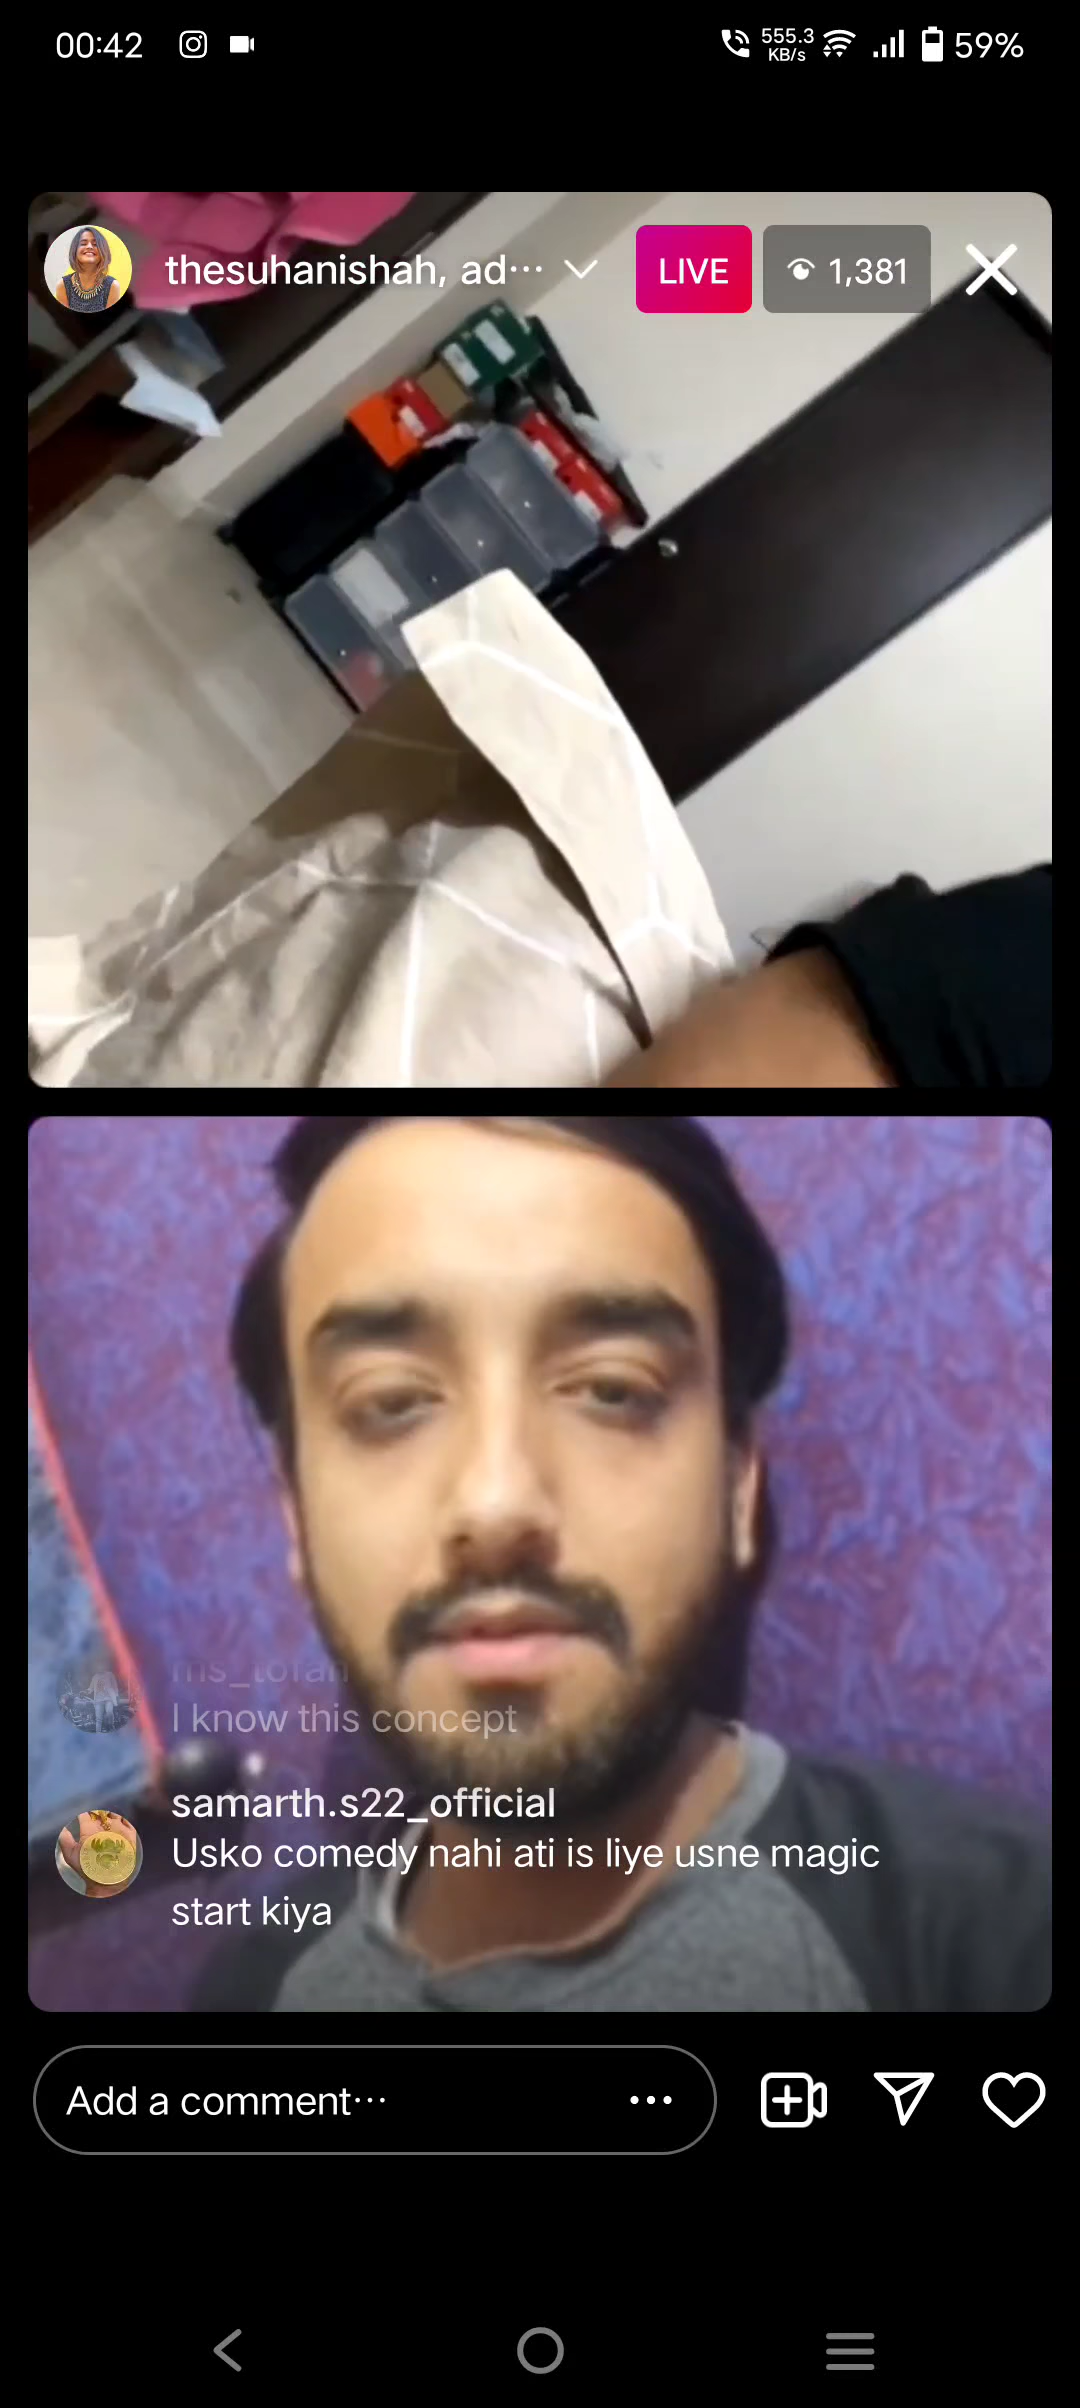 00:42
555.3
KB/s
59%
thesuhanishah, ad...
LIVE
1,381
ms_tofan
I know this concept
samarth.s22_official
Usko comedy nahi ati is liye usne magic
start kiya
Add a comment...